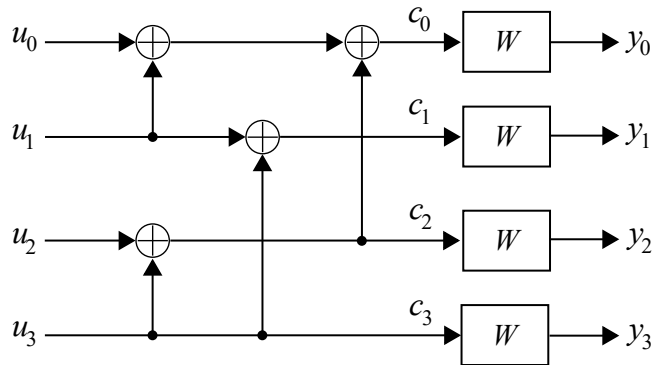 u₀ c₀ W y₀
u₁ c₁ W y₁
u₂ c₂ W y₂
u₃ c₃ W y₃